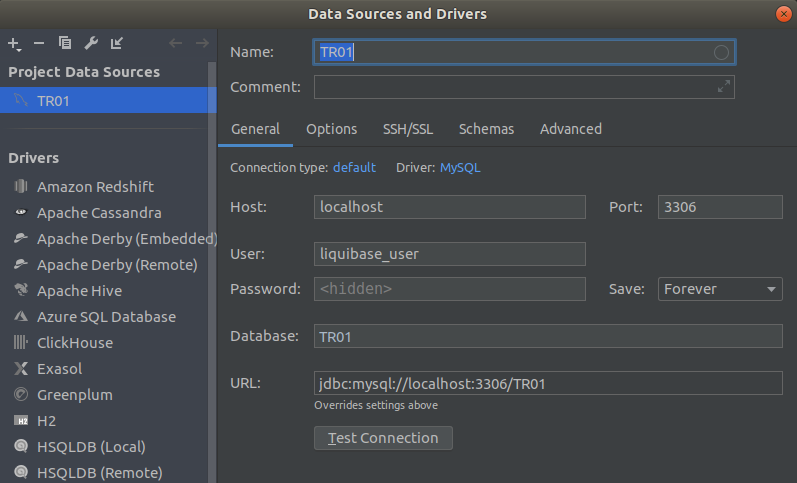 Data Sources and Drivers
Project Data Sources
TR01
Drivers
Amazon Redshift
Apache Cassandra
Apache Derby (Embedded)
Apache Derby (Remote)
Apache Hive
Azure SQL Database
ClickHouse
Exasol
Greenplum
H2 H2
HSQLDB (Local)
HSQLDB (Remote)
Name: TR01
Comment:
General Options SSH/SSL Schemas Advanced
Connection type: default Driver: MySQL
Host: localhost Port: 3306
User: liquibase_user
Password: <hidden> Save: Forever
Database: TR01
URL: jdbc:mysql://localhost:3306/TR01
Overrides settings above
Test Connection